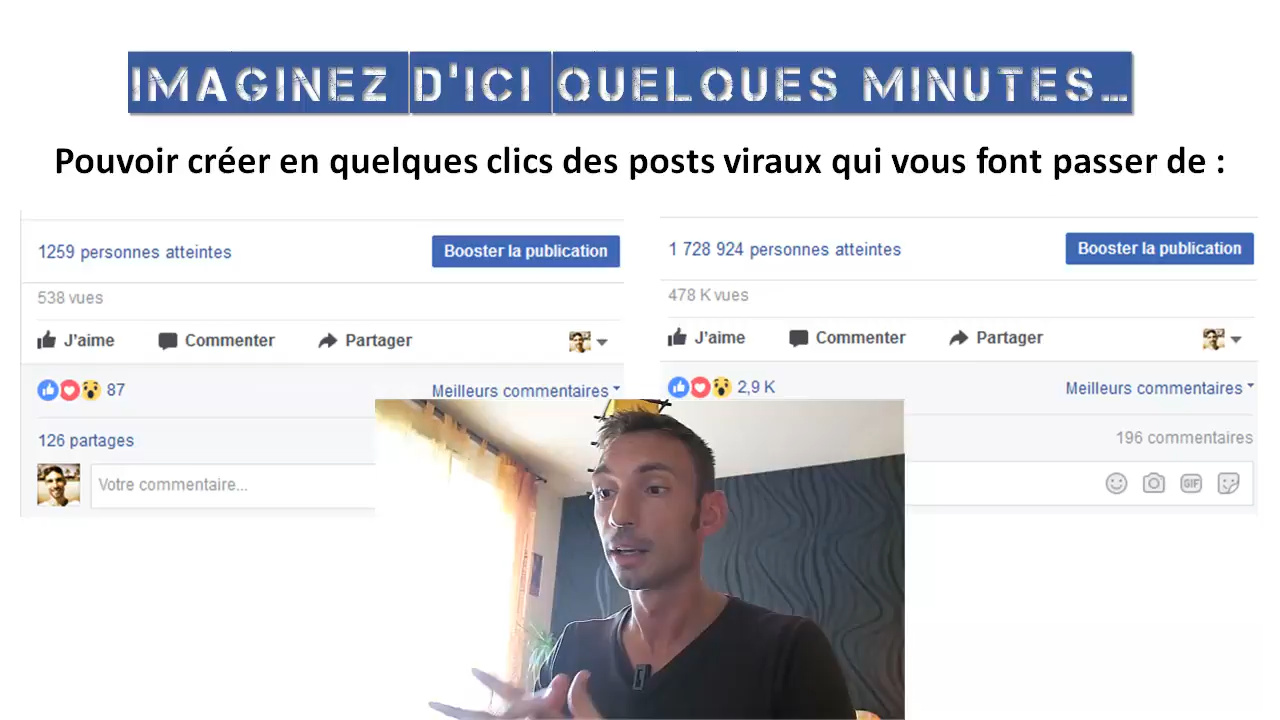 IMAGINEZ D'ICI QUELQUES MINUTES...
Pouvoir créer en quelques clics des posts viraux qui vous font passer de :
1259 personnes atteintes
Booster la publication
538 vues
J'aime
Commenter
Partager
87
Meilleurs commentaires
126 partages
Votre commentaire...
1 728 924 personnes atteintes
Booster la publication
478 K vues
J'aime
Commenter
Partager
2,9 K
Meilleurs commentaires
196 commentaires
GIF